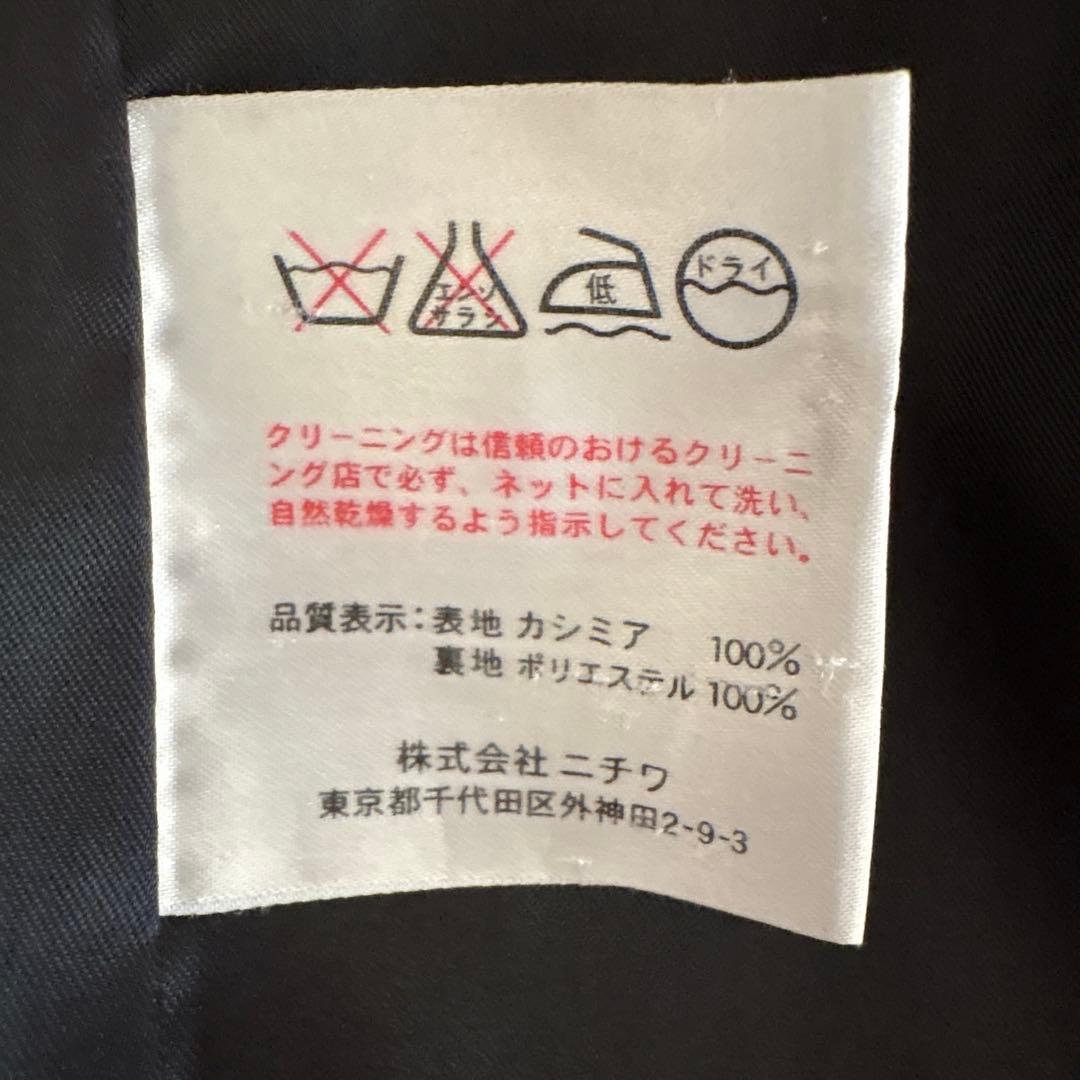 エンソ
サラシ
低
ドライ
クリーニングは信頼のおけるクリーニ
ング店で必ず、ネットに入れて洗い、
自然乾燥するよう指示してください。
品質表示：表地 カシミア 100%
裏地 ポリエステル 100%
株式会社 ニチワ
東京都千代田区外神田2-9-3